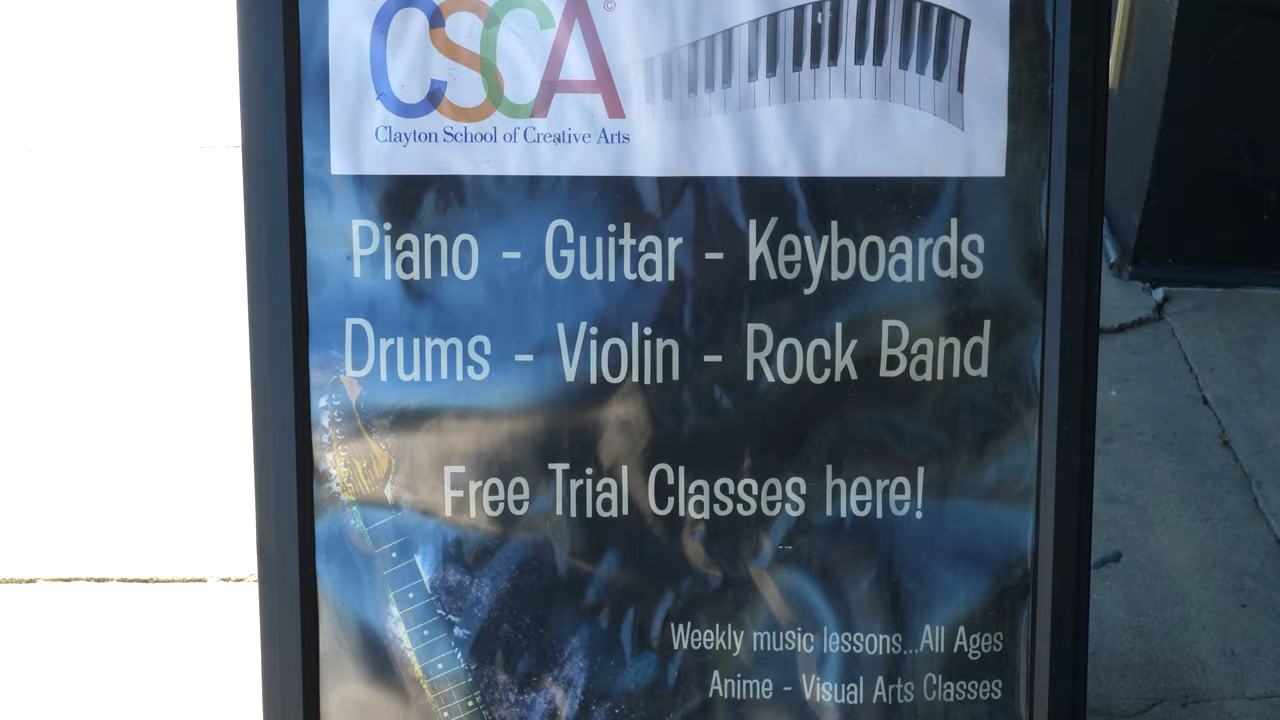 CSCA©
Clayton School of Creative Arts
Piano - Guitar - Keyboards
Drums - Violin - Rock Band
Free Trial Classes here!
Weekly music lessons...All Ages
Anime - Visual Arts Classes